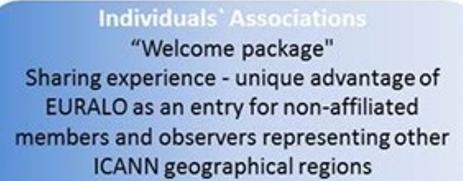 Individuals` Associations
“Welcome package"
Sharing experience - unique advantage of
EURALO as an entry for non-affiliated
members and observers representing other
ICANN geographical regions